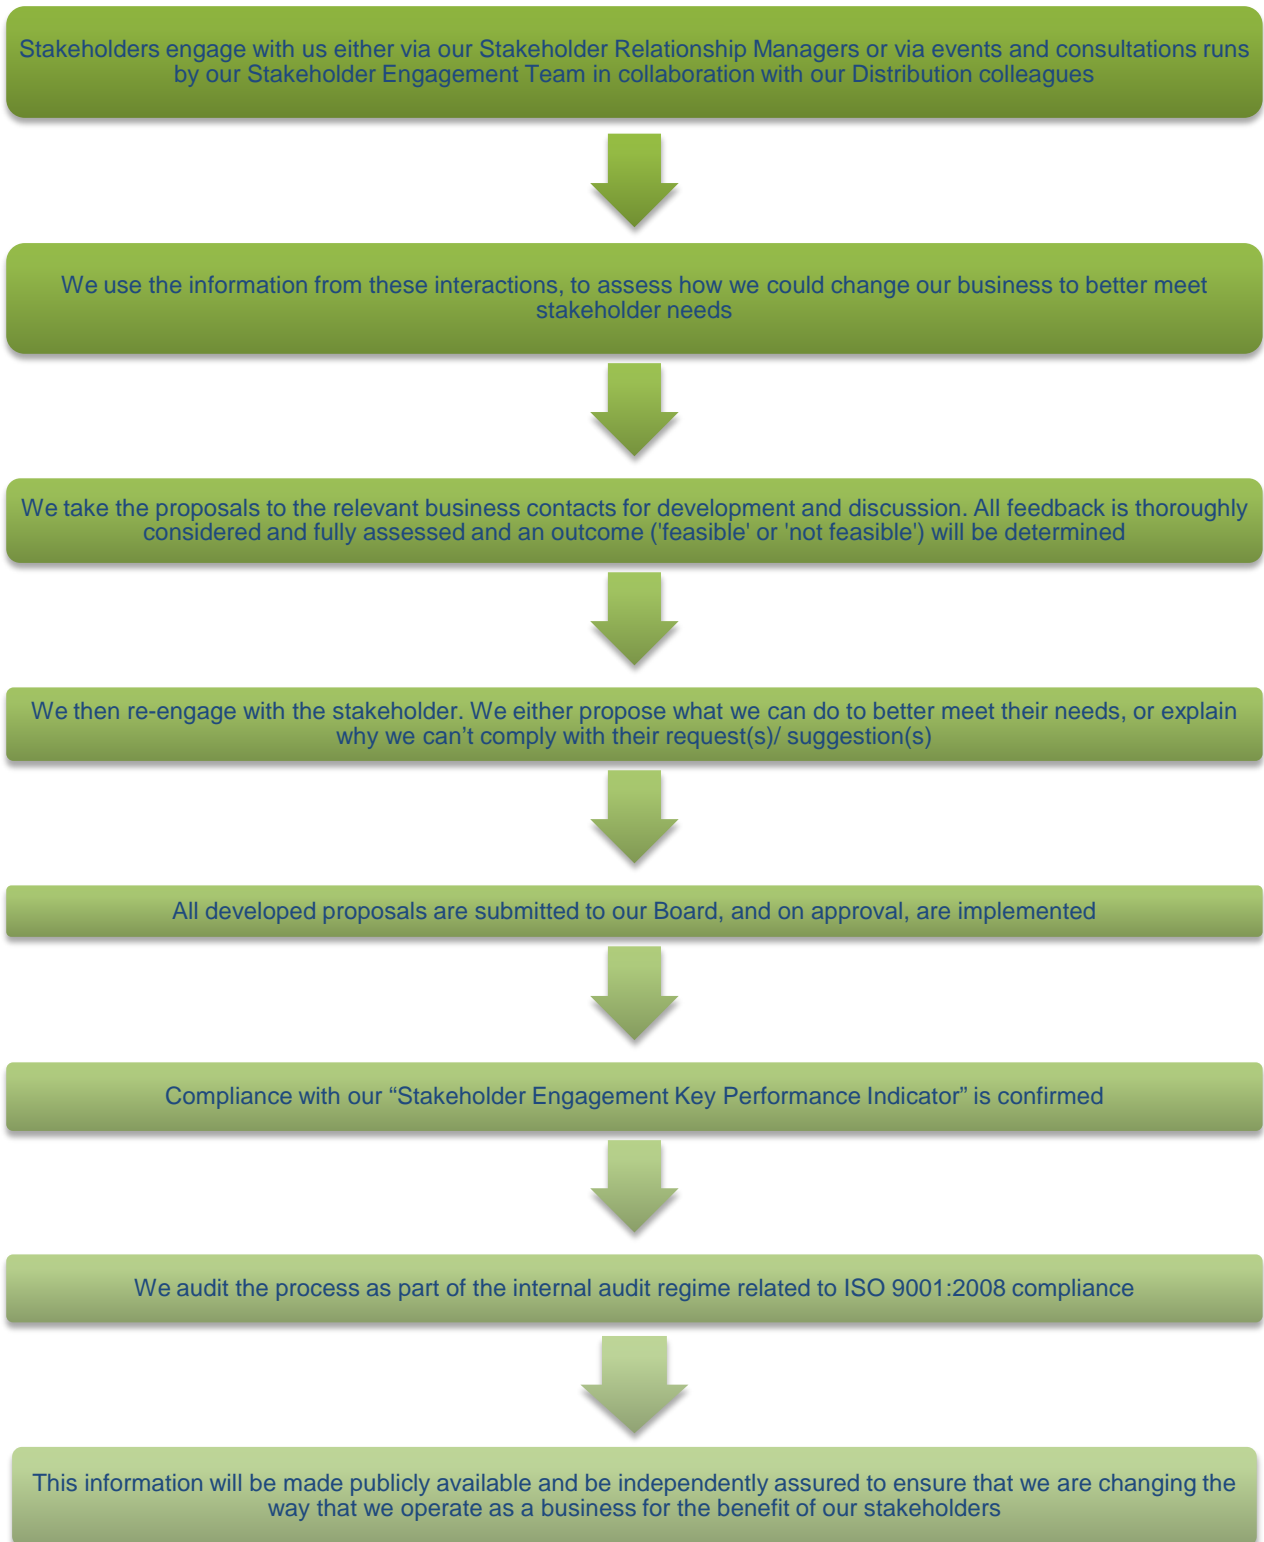 Stakeholders engage with us either via our Stakeholder Relationship Managers or via events and consultations runs
by our Stakeholder Engagement Team in collaboration with our Distribution colleagues
We use the information from these interactions, to assess how we could change our business to better meet
stakeholder needs
We take the proposals to the relevant business contacts for development and discussion. All feedback is thoroughly
considered and fully assessed and an outcome ('feasible' or 'not feasible') will be determined
We then re-engage with the stakeholder. We either propose what we can do to better meet their needs, or explain
why we can’t comply with their request(s)/ suggestion(s)
All developed proposals are submitted to our Board, and on approval, are implemented
Compliance with our “Stakeholder Engagement Key Performance Indicator” is confirmed
We audit the process as part of the internal audit regime related to ISO 9001:2008 compliance
This information will be made publicly available and be independently assured to ensure that we are changing the
way that we operate as a business for the benefit of our stakeholders